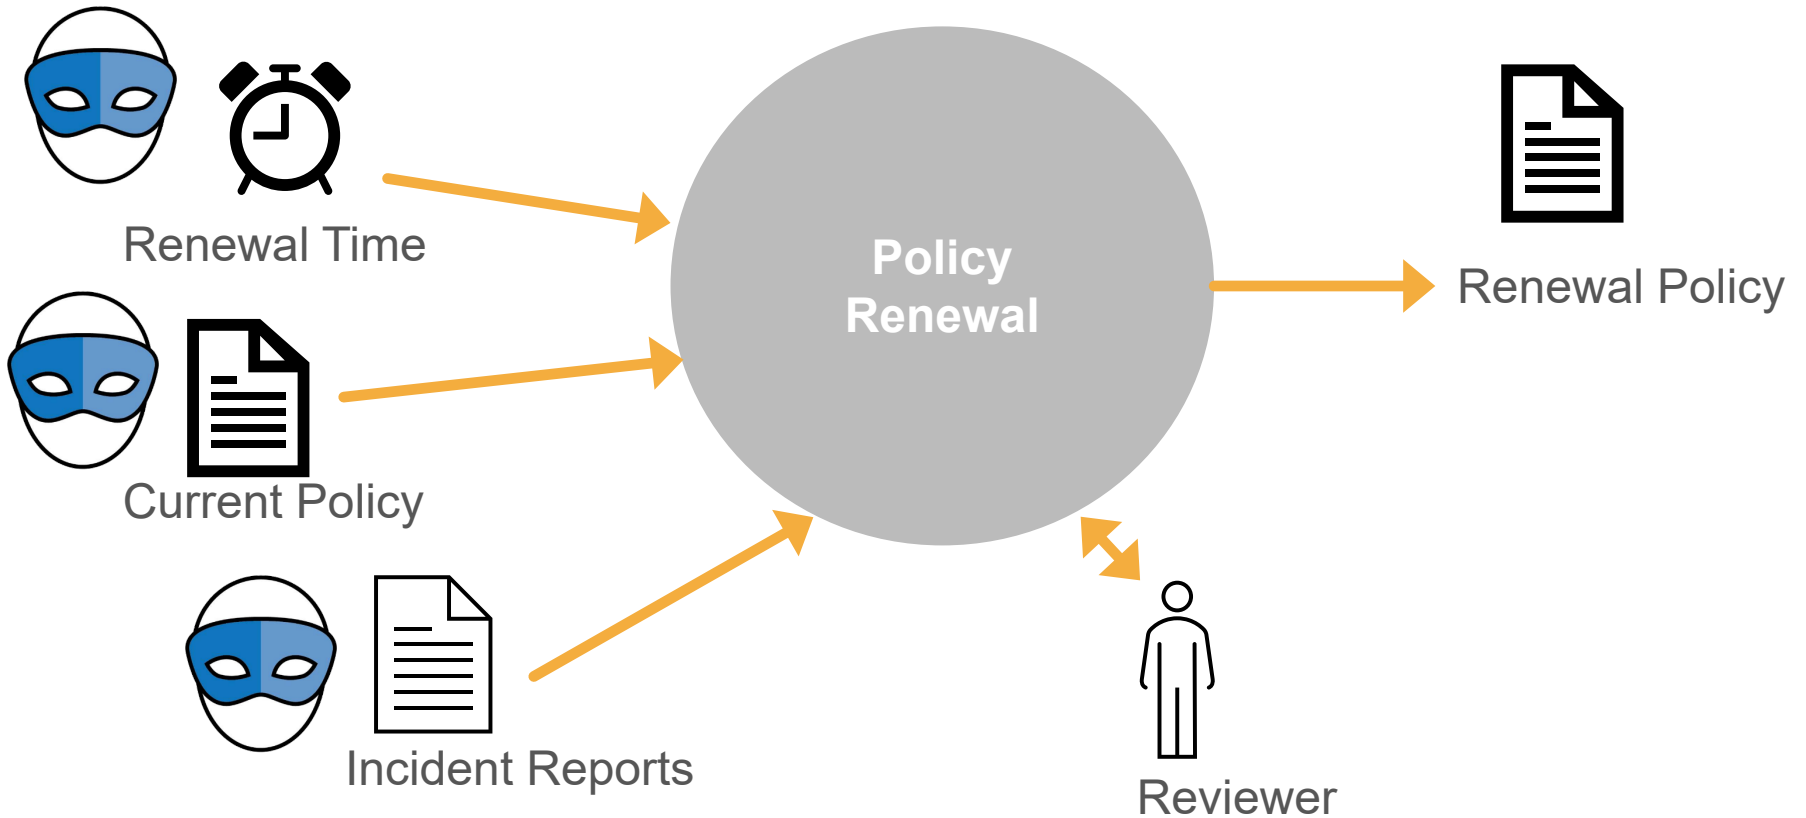 Renewal Time
Policy
Renewal
Renewal Policy
Current Policy
Incident Reports
Reviewer